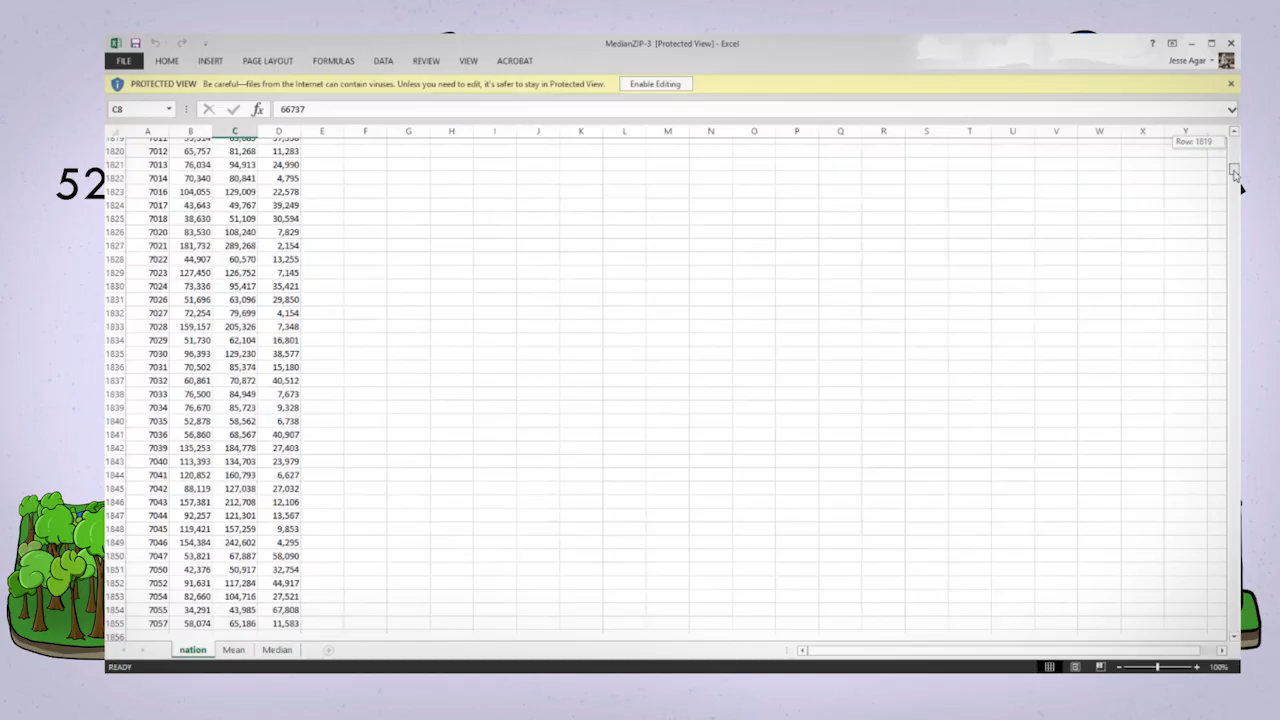 MedianZIP-3 [Protected View] - Excel
FILE HOME INSERT PAGE LAYOUT FORMULAS DATA REVIEW VIEW ACROBAT Jesse Agar
PROTECTED VIEW Be careful—files from the Internet can contain viruses. Unless you need to edit, it's safer to stay in Protected View. Enable Editing
C8 fx 66737
A B C D E F G H I J K L M N O P Q R S T U V W X Y
Row: 1819
1819 7011
1820 7012 65,757 81,268 11,283
1821 7013 76,034 94,913 24,990
1822 7014 70,340 80,841 4,795
52
1823 7016 104,055 129,009 22,578
1824 7017 43,643 49,767 39,249
1825 7018 38,630 51,109 30,594
1826 7020 83,530 108,240 7,829
1827 7021 181,732 289,268 2,154
1828 7022 44,907 60,570 13,255
1829 7023 127,450 126,752 7,145
1830 7024 73,336 95,417 35,421
1831 7026 51,696 63,096 29,850
1832 7027 72,254 79,699 4,154
1833 7028 159,157 205,326 7,348
1834 7029 51,730 62,104 16,801
1835 7030 96,393 129,230 38,577
1836 7031 70,502 85,374 15,180
1837 7032 60,861 70,872 40,512
1838 7033 76,500 84,949 7,673
1839 7034 76,670 85,723 9,328
1840 7035 52,878 58,562 6,738
1841 7036 56,860 68,567 40,907
1842 7039 135,253 184,778 27,403
1843 7040 113,393 134,703 23,979
1844 7041 120,852 160,793 6,627
1845 7042 88,119 127,038 27,032
1846 7043 157,381 212,708 12,106
1847 7044 92,257 121,301 13,567
1848 7045 119,421 157,259 9,853
1849 7046 154,384 242,602 4,295
1850 7047 53,821 67,887 58,090
1851 7050 42,376 50,917 32,754
1852 7052 91,631 117,284 44,917
1853 7054 82,660 104,716 27,521
1854 7055 34,291 43,985 67,808
1855 7057 58,074 65,186 11,583
1856
nation Mean Median
READY 100%